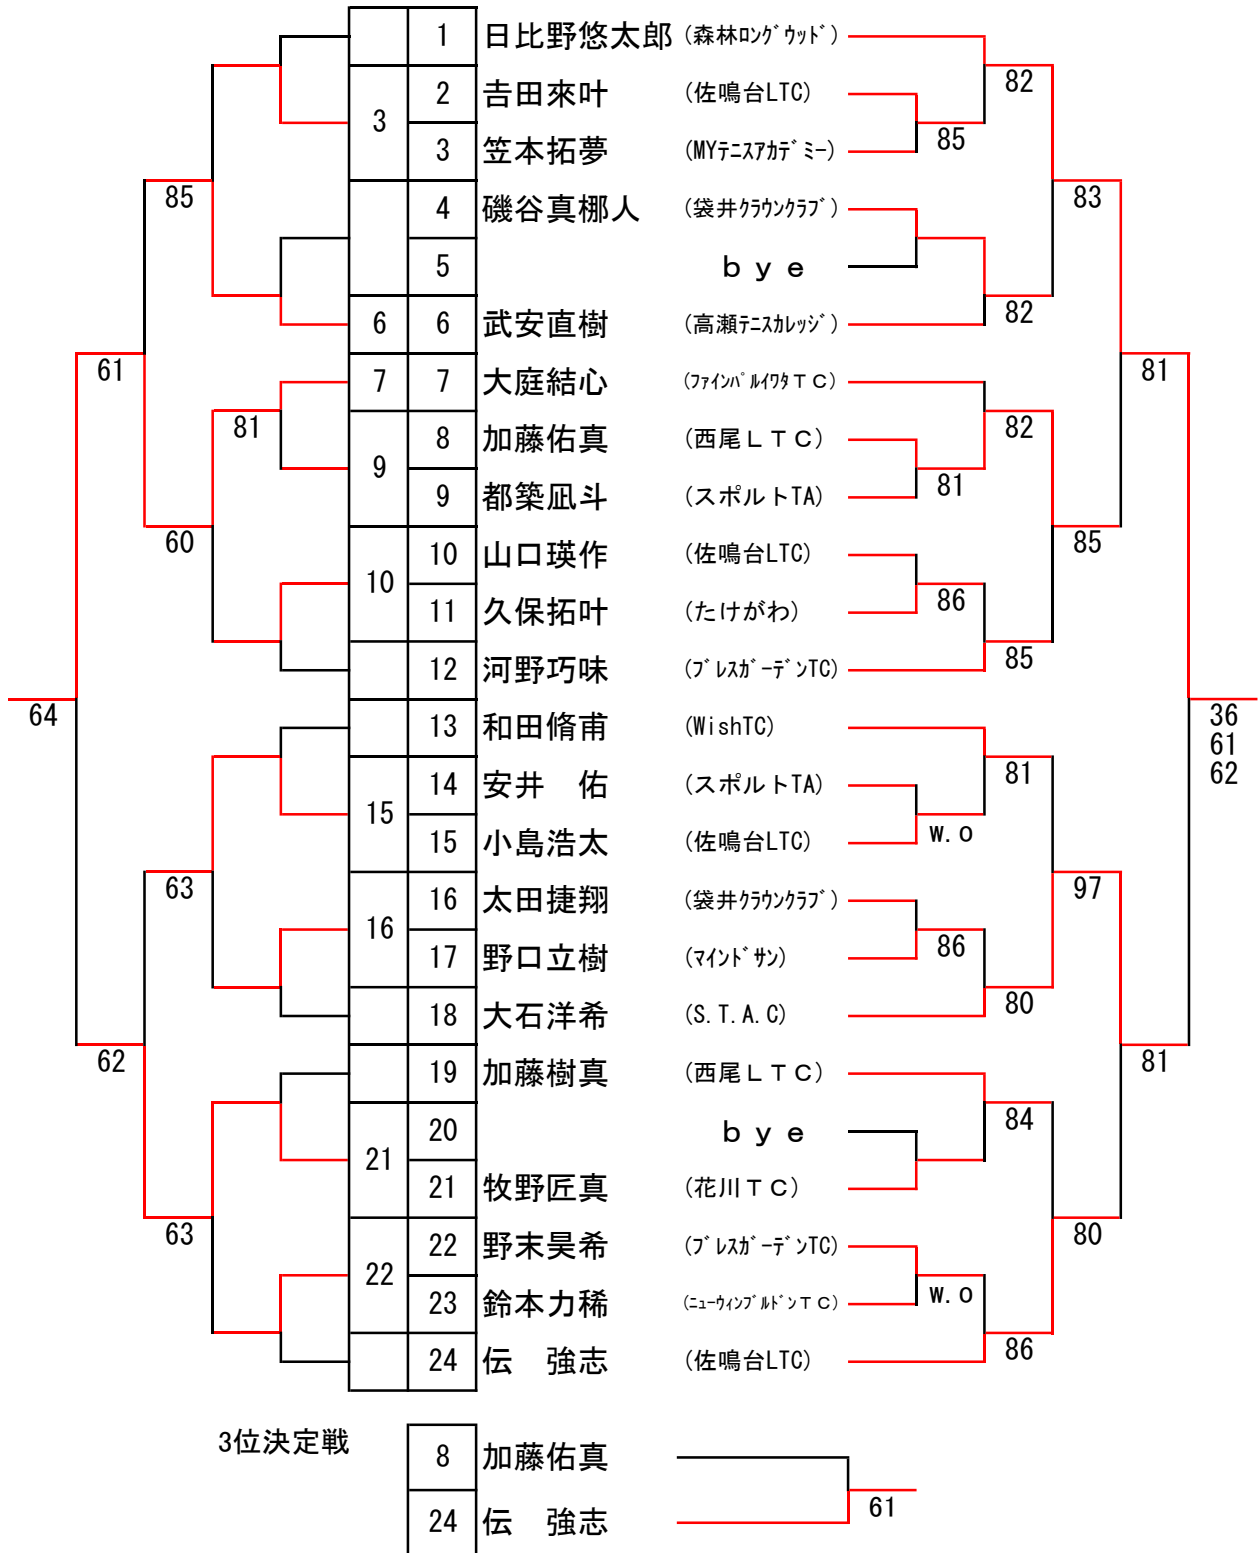 1 日比野悠太郎 (森林ロングウッド)
82
2 吉田來叶 (佐鳴台LTC)
3
85
3 笠本拓夢 (MYテニスアカデミー)
85
83
4 磯谷真梛人 (袋井クラウンクラブ)
5 bye
6 6 武安直樹 (高瀬テニスカレッジ)
82
61
81
7 7 大庭結心 (ファインパルイワタTC)
81
82
8 加藤佑真 (西尾LTC)
9
81
9 都築凪斗 (スポルトTA)
60
85
10 山口瑛作 (佐鳴台LTC)
10
86
11 久保拓叶 (たけがわ)
12 河野巧味 (ブレスガーデンTC)
85
64
36
61
62
13 和田脩甫 (WishTC)
81
14 安井 佑 (スポルトTA)
15
w.o
15 小島浩太 (佐鳴台LTC)
63
97
16 太田捷翔 (袋井クラウンクラブ)
16
86
17 野口立樹 (マインドサン)
18 大石洋希 (S.T.A.C)
80
62
81
19 加藤樹真 (西尾LTC)
84
20 bye
21
21 牧野匠真 (花川TC)
63
80
22 野末昊希 (ブレスガーデンTC)
22
w.o
23 鈴本力稀 (ニューウィンブルドンTC)
24 伝 強志 (佐鳴台LTC)
86
3位決定戦
8 加藤佑真
61
24 伝 強志